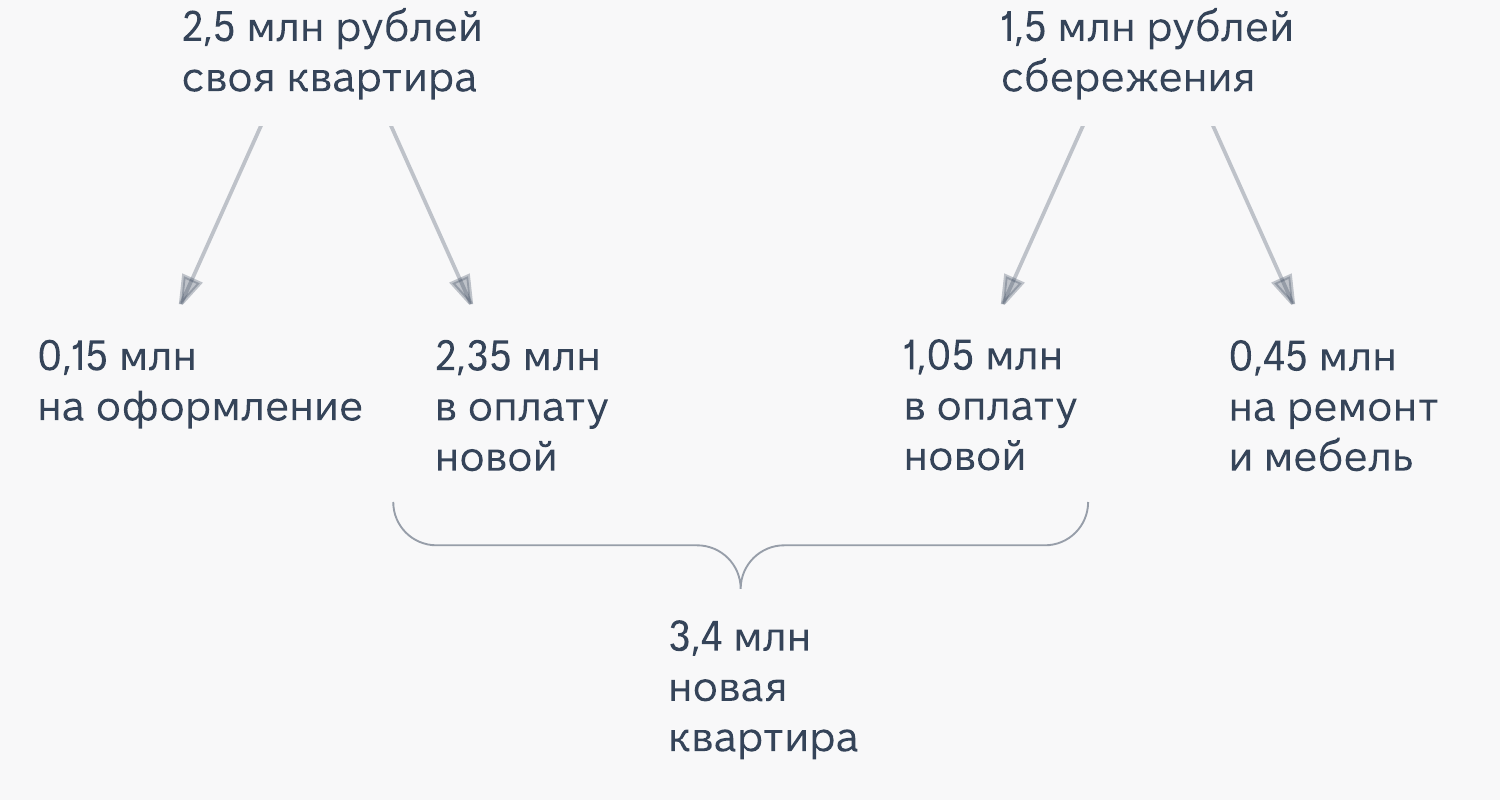 2,5 млн рублей
своя квартира
1,5 млн рублей
сбережения
0,15 млн
на оформление
2,35 млн
в оплату
новой
1,05 млн
в оплату
новой
0,45 млн
на ремонт
и мебель
3,4 млн
новая
квартира